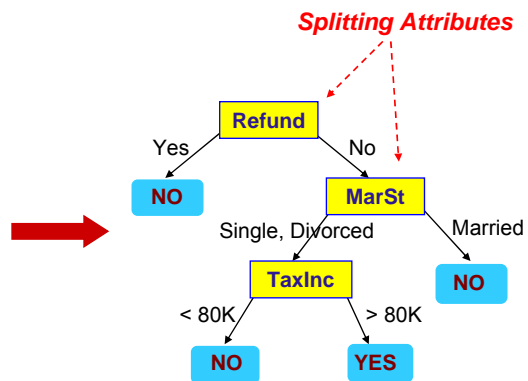 Splitting Attributes
Refund
Yes
No
NO
MarSt
Single, Divorced
Married
TaxInc
NO
< 80K
> 80K
NO
YES